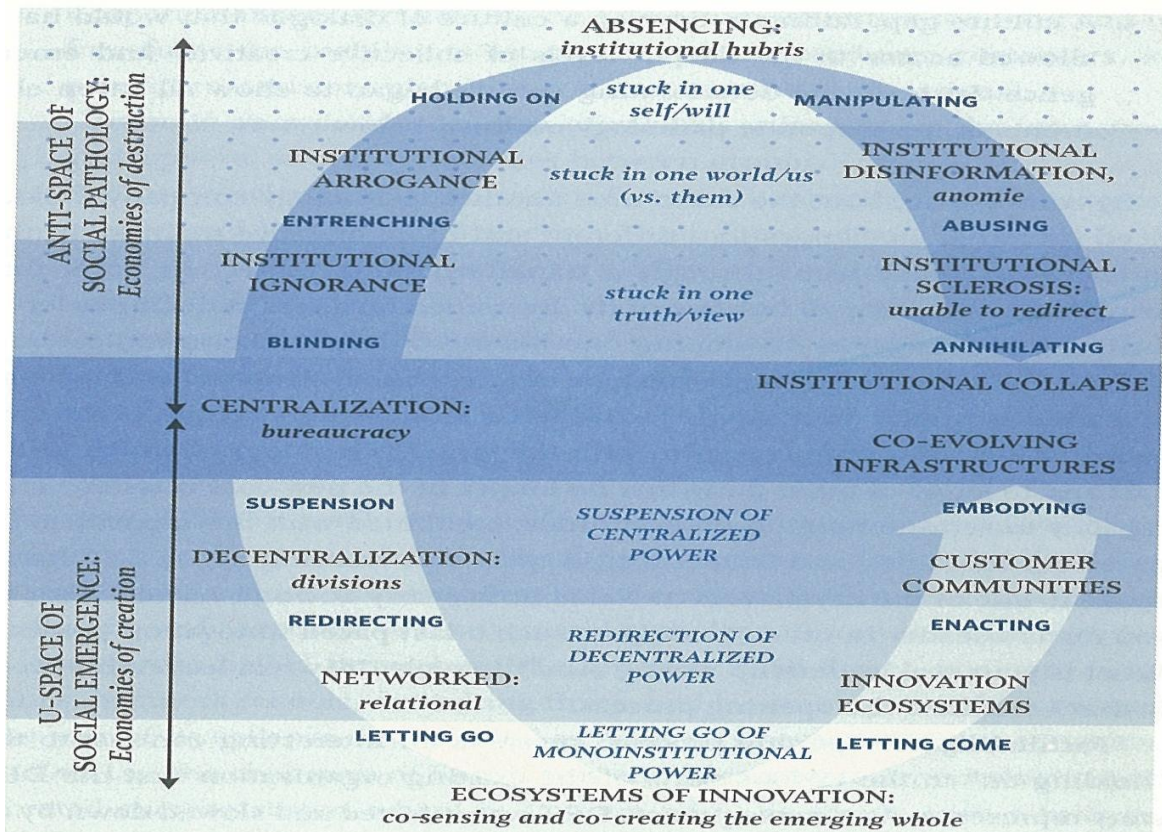 ABSENCING:
institutional hubris
HOLDING ON
stuck in one
self/will
MANIPULATING
INSTITUTIONAL
ARROGANCE
stuck in one world/us
(vs. them)
INSTITUTIONAL
DISINFORMATION,
anomie
ENTRENCHING
ABUSING
INSTITUTIONAL
IGNORANCE
stuck in one
truth/view
INSTITUTIONAL
SCLEROSIS:
unable to redirect
BLINDING
ANNIHILATING
INSTITUTIONAL COLLAPSE
CENTRALIZATION:
bureaucracy
CO-EVOLVING
INFRASTRUCTURES
SUSPENSION
SUSPENSION OF
CENTRALIZED
POWER
EMBODYING
DECENTRALIZATION:
divisions
CUSTOMER
COMMUNITIES
REDIRECTING
REDIRECTION OF
DECENTRALIZED
POWER
ENACTING
NETWORKED:
relational
INNOVATION
ECOSYSTEMS
LETTING GO
LETTING GO OF
MONOINSTITUTIONAL
POWER
LETTING COME
ECOSYSTEMS OF INNOVATION:
co-sensing and co-creating the emerging whole
ANTI-SPACE OF
SOCIAL PATHOLOGY:
Economies of destruction
U-SPACE OF
SOCIAL EMERGENCE:
Economies of creation